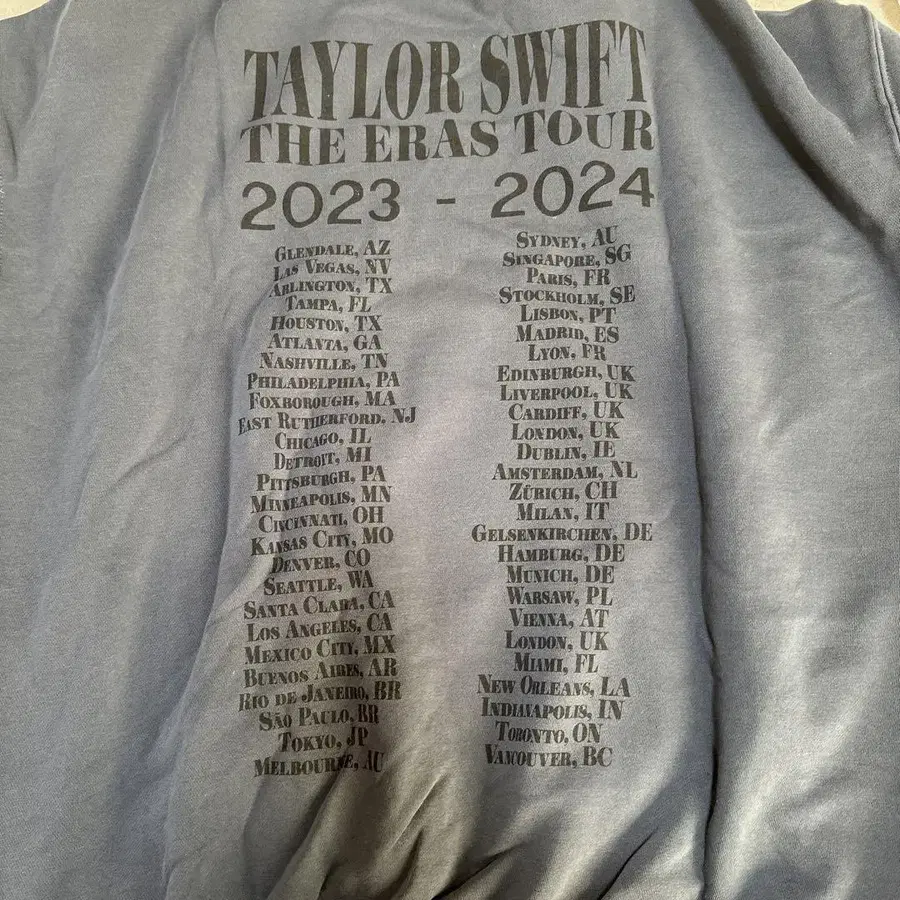 TAYLOR SWIFT
THE ERAS TOUR
2023 - 2024
GLENDALE, AZ
LAS VEGAS, NV
ARLINGTON, TX
TAMPA, FL
HOUSTON, TX
ATLANTA, GA
NASHVILLE, TN
PHILADELPHIA, PA
FOXBOROUGH, MA
EAST RUTHERFORD, NJ
CHICAGO, IL
DETROIT, MI
PITTSBURGH, PA
MINNEAPOLIS, MN
CINCINNATI, OH
KANSAS CITY, MO
DENVER, CO
SEATTLE, WA
SANTA CLARA, CA
LOS ANGELES, CA
MEXICO CITY, MX
BUENOS AIRES, AR
RIO DE JANEIRO, BR
SÃO PAULO, BR
TOKYO, JP
MELBOURNE, AU
SYDNEY, AU
SINGAPORE, SG
PARIS, FR
STOCKHOLM, SE
LISBON, PT
MADRID, ES
LYON, FR
EDINBURGH, UK
LIVERPOOL, UK
CARDIFF, UK
LONDON, UK
DUBLIN, IE
AMSTERDAM, NL
ZÜRICH, CH
MILAN, IT
GELSENKIRCHEN, DE
HAMBURG, DE
MUNICH, DE
WARSAW, PL
VIENNA, AT
LONDON, UK
MIAMI, FL
NEW ORLEANS, LA
INDIANAPOLIS, IN
TORONTO, ON
VANCOUVER, BC